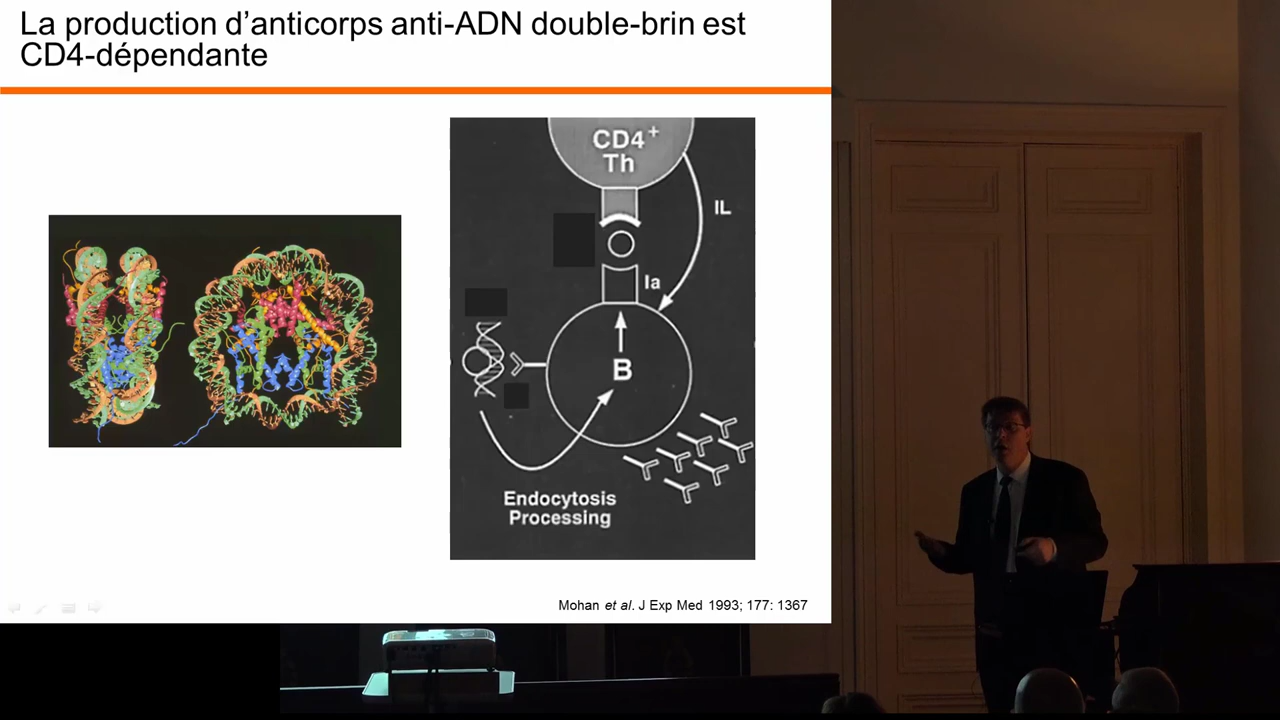 La production d'anticorps anti-ADN double-brin est
CD4-dépendante
CD4+
Th
IL
Ia
B
Endocytosis
Processing
Mohan et al. J Exp Med 1993; 177: 1367